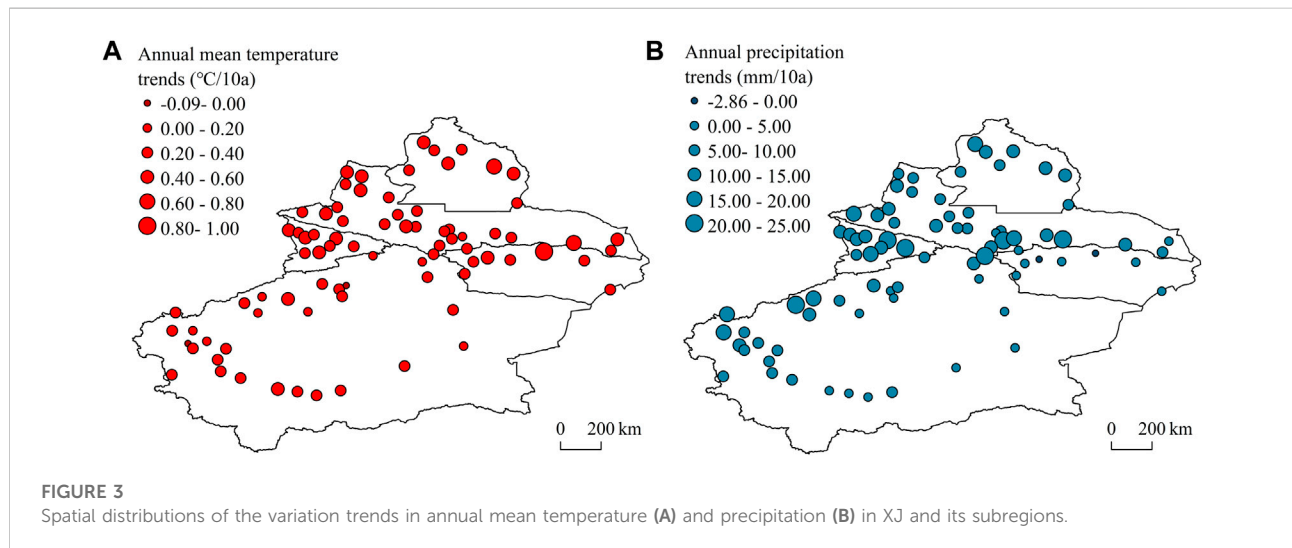 A
Annual mean temperature
trends (°C/10a)
-0.09- 0.00
0.00 - 0.20
0.20 - 0.40
0.40 - 0.60
0.60 - 0.80
0.80- 1.00
0 200 km
B
Annual precipitation
trends (mm/10a)
-2.86 - 0.00
0.00 - 5.00
5.00- 10.00
10.00 - 15.00
15.00 - 20.00
20.00 - 25.00
0 200 km
FIGURE 3
Spatial distributions of the variation trends in annual mean temperature (A) and precipitation (B) in XJ and its subregions.